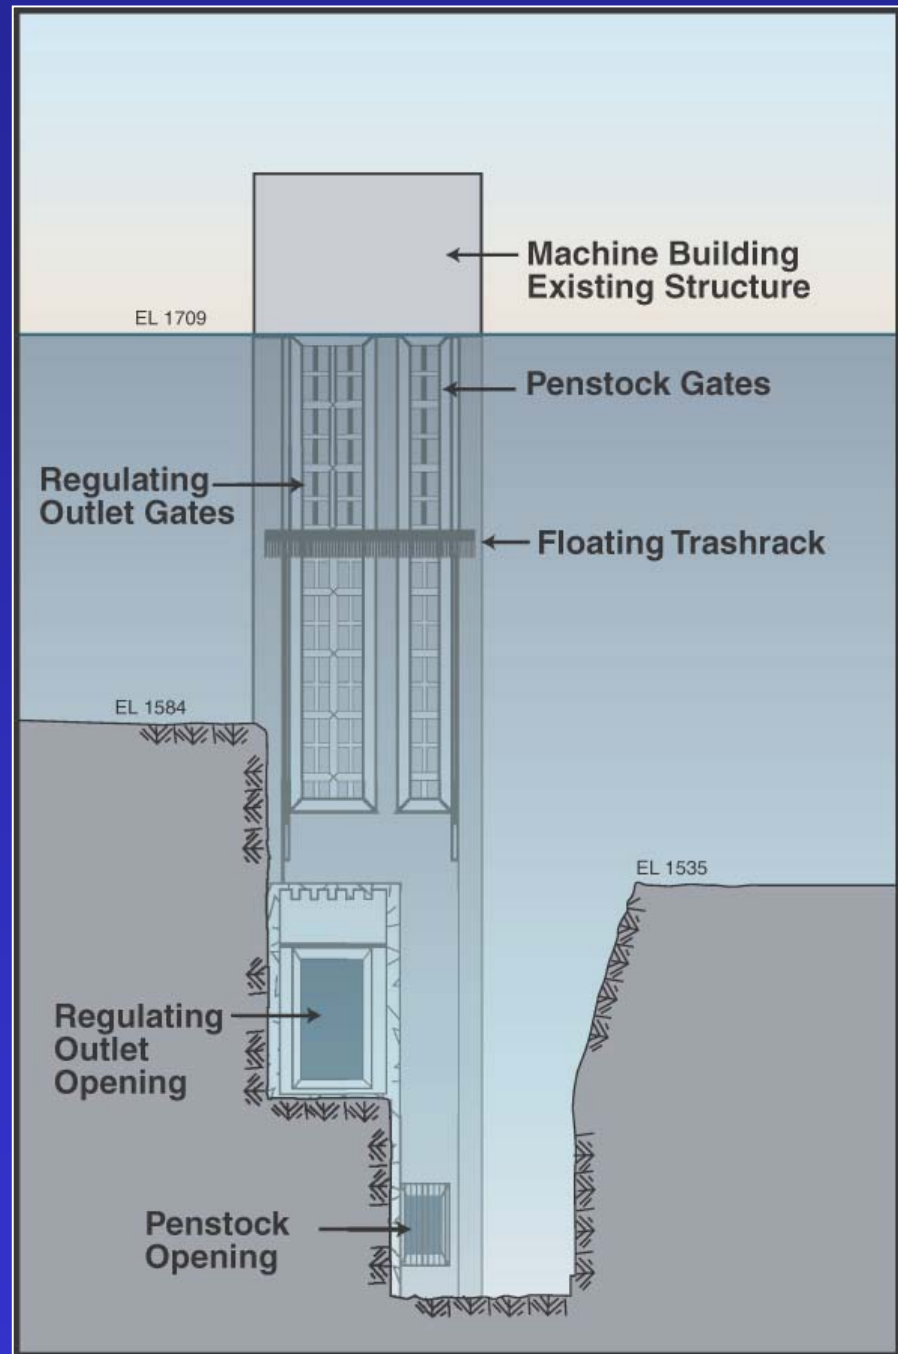 Machine Building
Existing Structure
EL 1709
Penstock Gates
Regulating
Outlet Gates
Floating Trashrack
EL 1584
EL 1535
Regulating
Outlet
Opening
Penstock
Opening